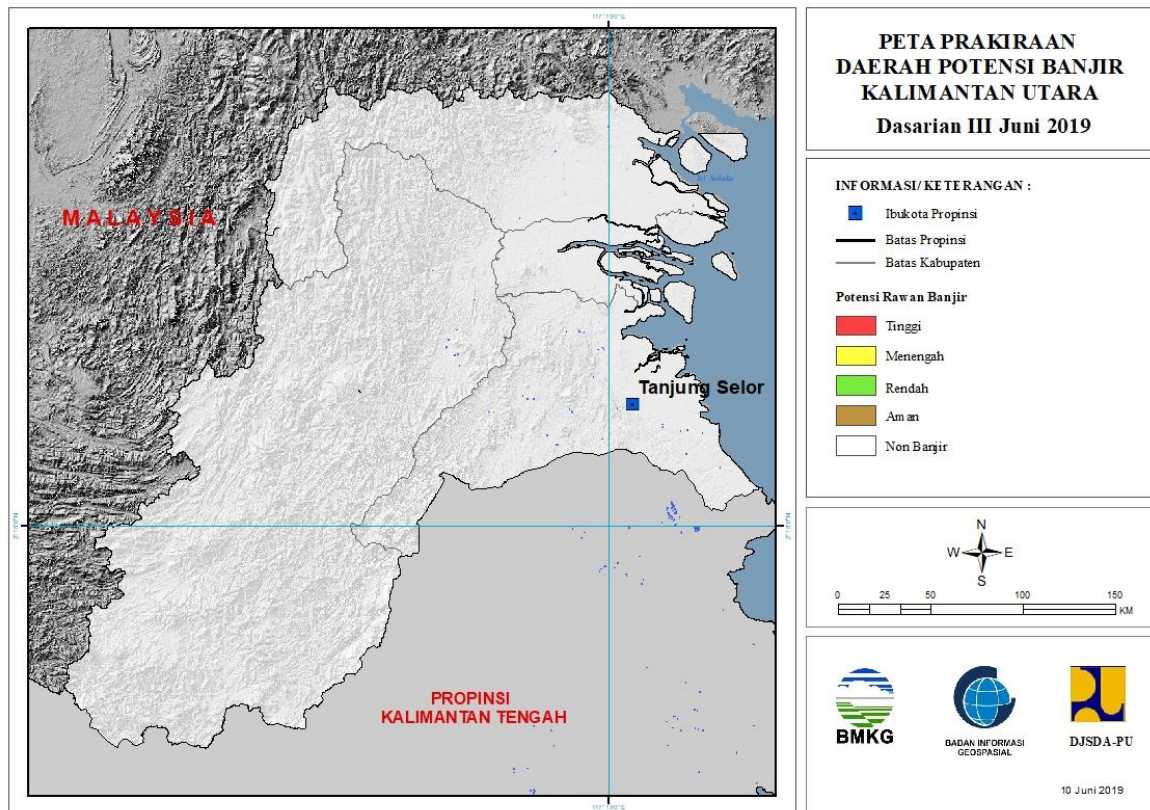 PETA PRAKIRAAN
DAERAH POTENSI BANJIR
KALIMANTAN UTARA
Dasarian III Juni 2019
INFORMASI/KETERANGAN :
Ibukota Propinsi
Batas Propinsi
Batas Kabupaten
Potensi Rawan Banjir
Tinggi
Menengah
Rendah
Aman
Non Banjir
N
W E
S
0 25 50 100 150
KM
BMKG
BADAN INFORMASI
GEOSPASIAL
DJSDA-PU
10 Juni 2019
MALAYSIA
Tanjung Selor
PROPINSI
KALIMANTAN TENGAH